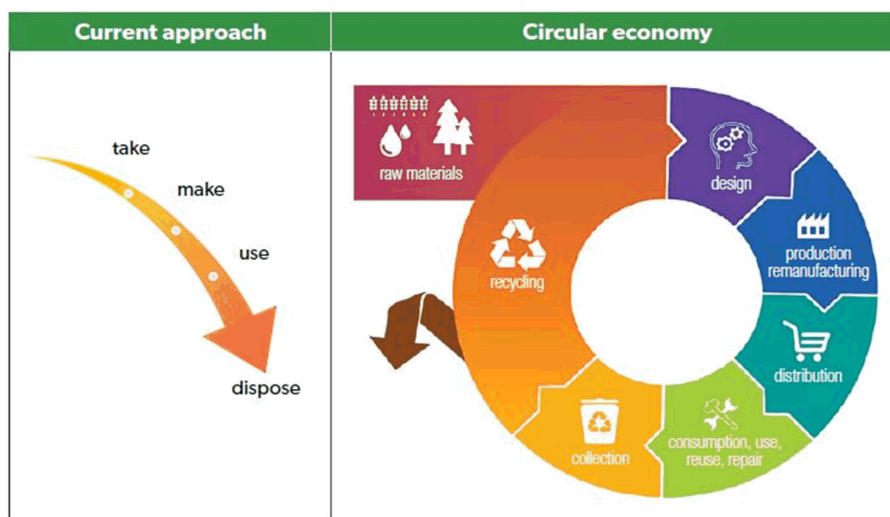 Current approach
Circular economy
take
make
use
dispose
raw materials
design
production
remanufacturing
distribution
consumption, use,
reuse, repair
collection
recycling